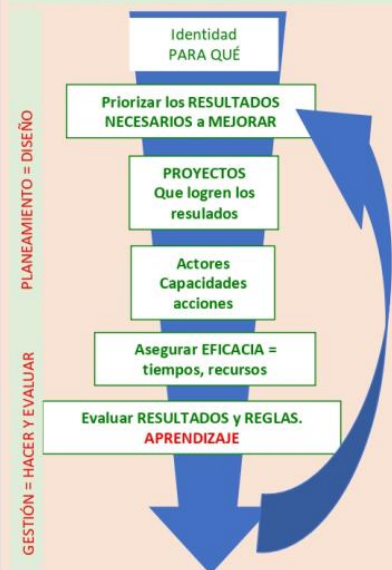 Identidad
PARA QUÉ
Priorizar los RESULTADOS
NECESARIOS a MEJORAR
PROYECTOS
Que logren los
resulados
Actores
Capacidades
acciones
Asegurar EFICACIA =
tiempos, recursos
Evaluar RESULTADOS y REGLAS.
APRENDIZAJE
PLANEAMIENTO = DISEÑO
GESTIÓN = HACER Y EVALUAR